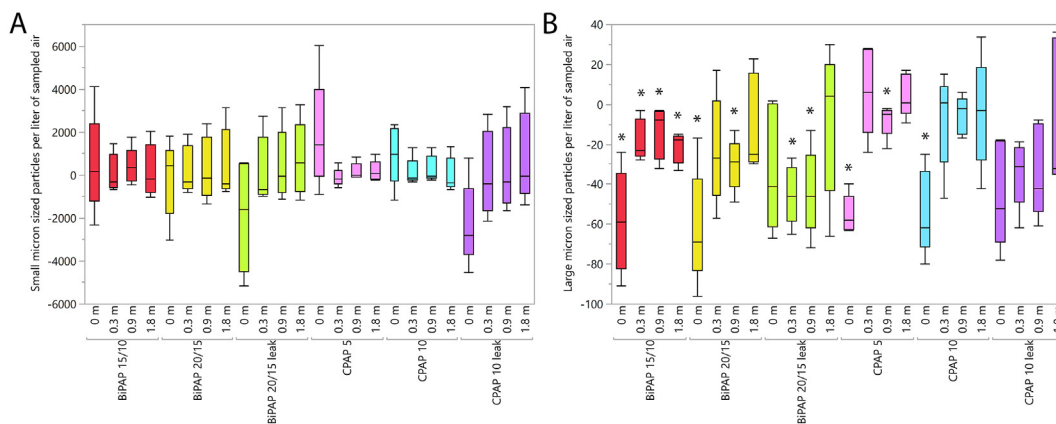 A
Small micron sized particles per liter of sampled air
6000
4000
2000
0
-2000
-4000
-6000
0 m
0.3 m
0.9 m
1.8 m
0 m
0.3 m
0.9 m
1.8 m
0 m
0.3 m
0.9 m
1.8 m
0 m
0.3 m
0.9 m
1.8 m
0 m
0.3 m
0.9 m
1.8 m
0 m
0.3 m
0.9 m
1.8 m
BiPAP 15/10
BiPAP 20/15
BiPAP 20/15 leak
CPAP 5
CPAP 10
CPAP 10 leak
B
Large micron sized particles per liter of sampled air
40
20
0
-20
-40
-60
-80
-100
* * * * * * * * * * *
0 m
0.3 m
0.9 m
1.8 m
0 m
0.3 m
0.9 m
1.8 m
0 m
0.3 m
0.9 m
1.8 m
0 m
0.3 m
0.9 m
1.8 m
0 m
0.3 m
0.9 m
1.8 m
0 m
0.3 m
0.9 m
BiPAP 15/10
BiPAP 20/15
BiPAP 20/15 leak
CPAP 5
CPAP 10
CPAP 10 leak